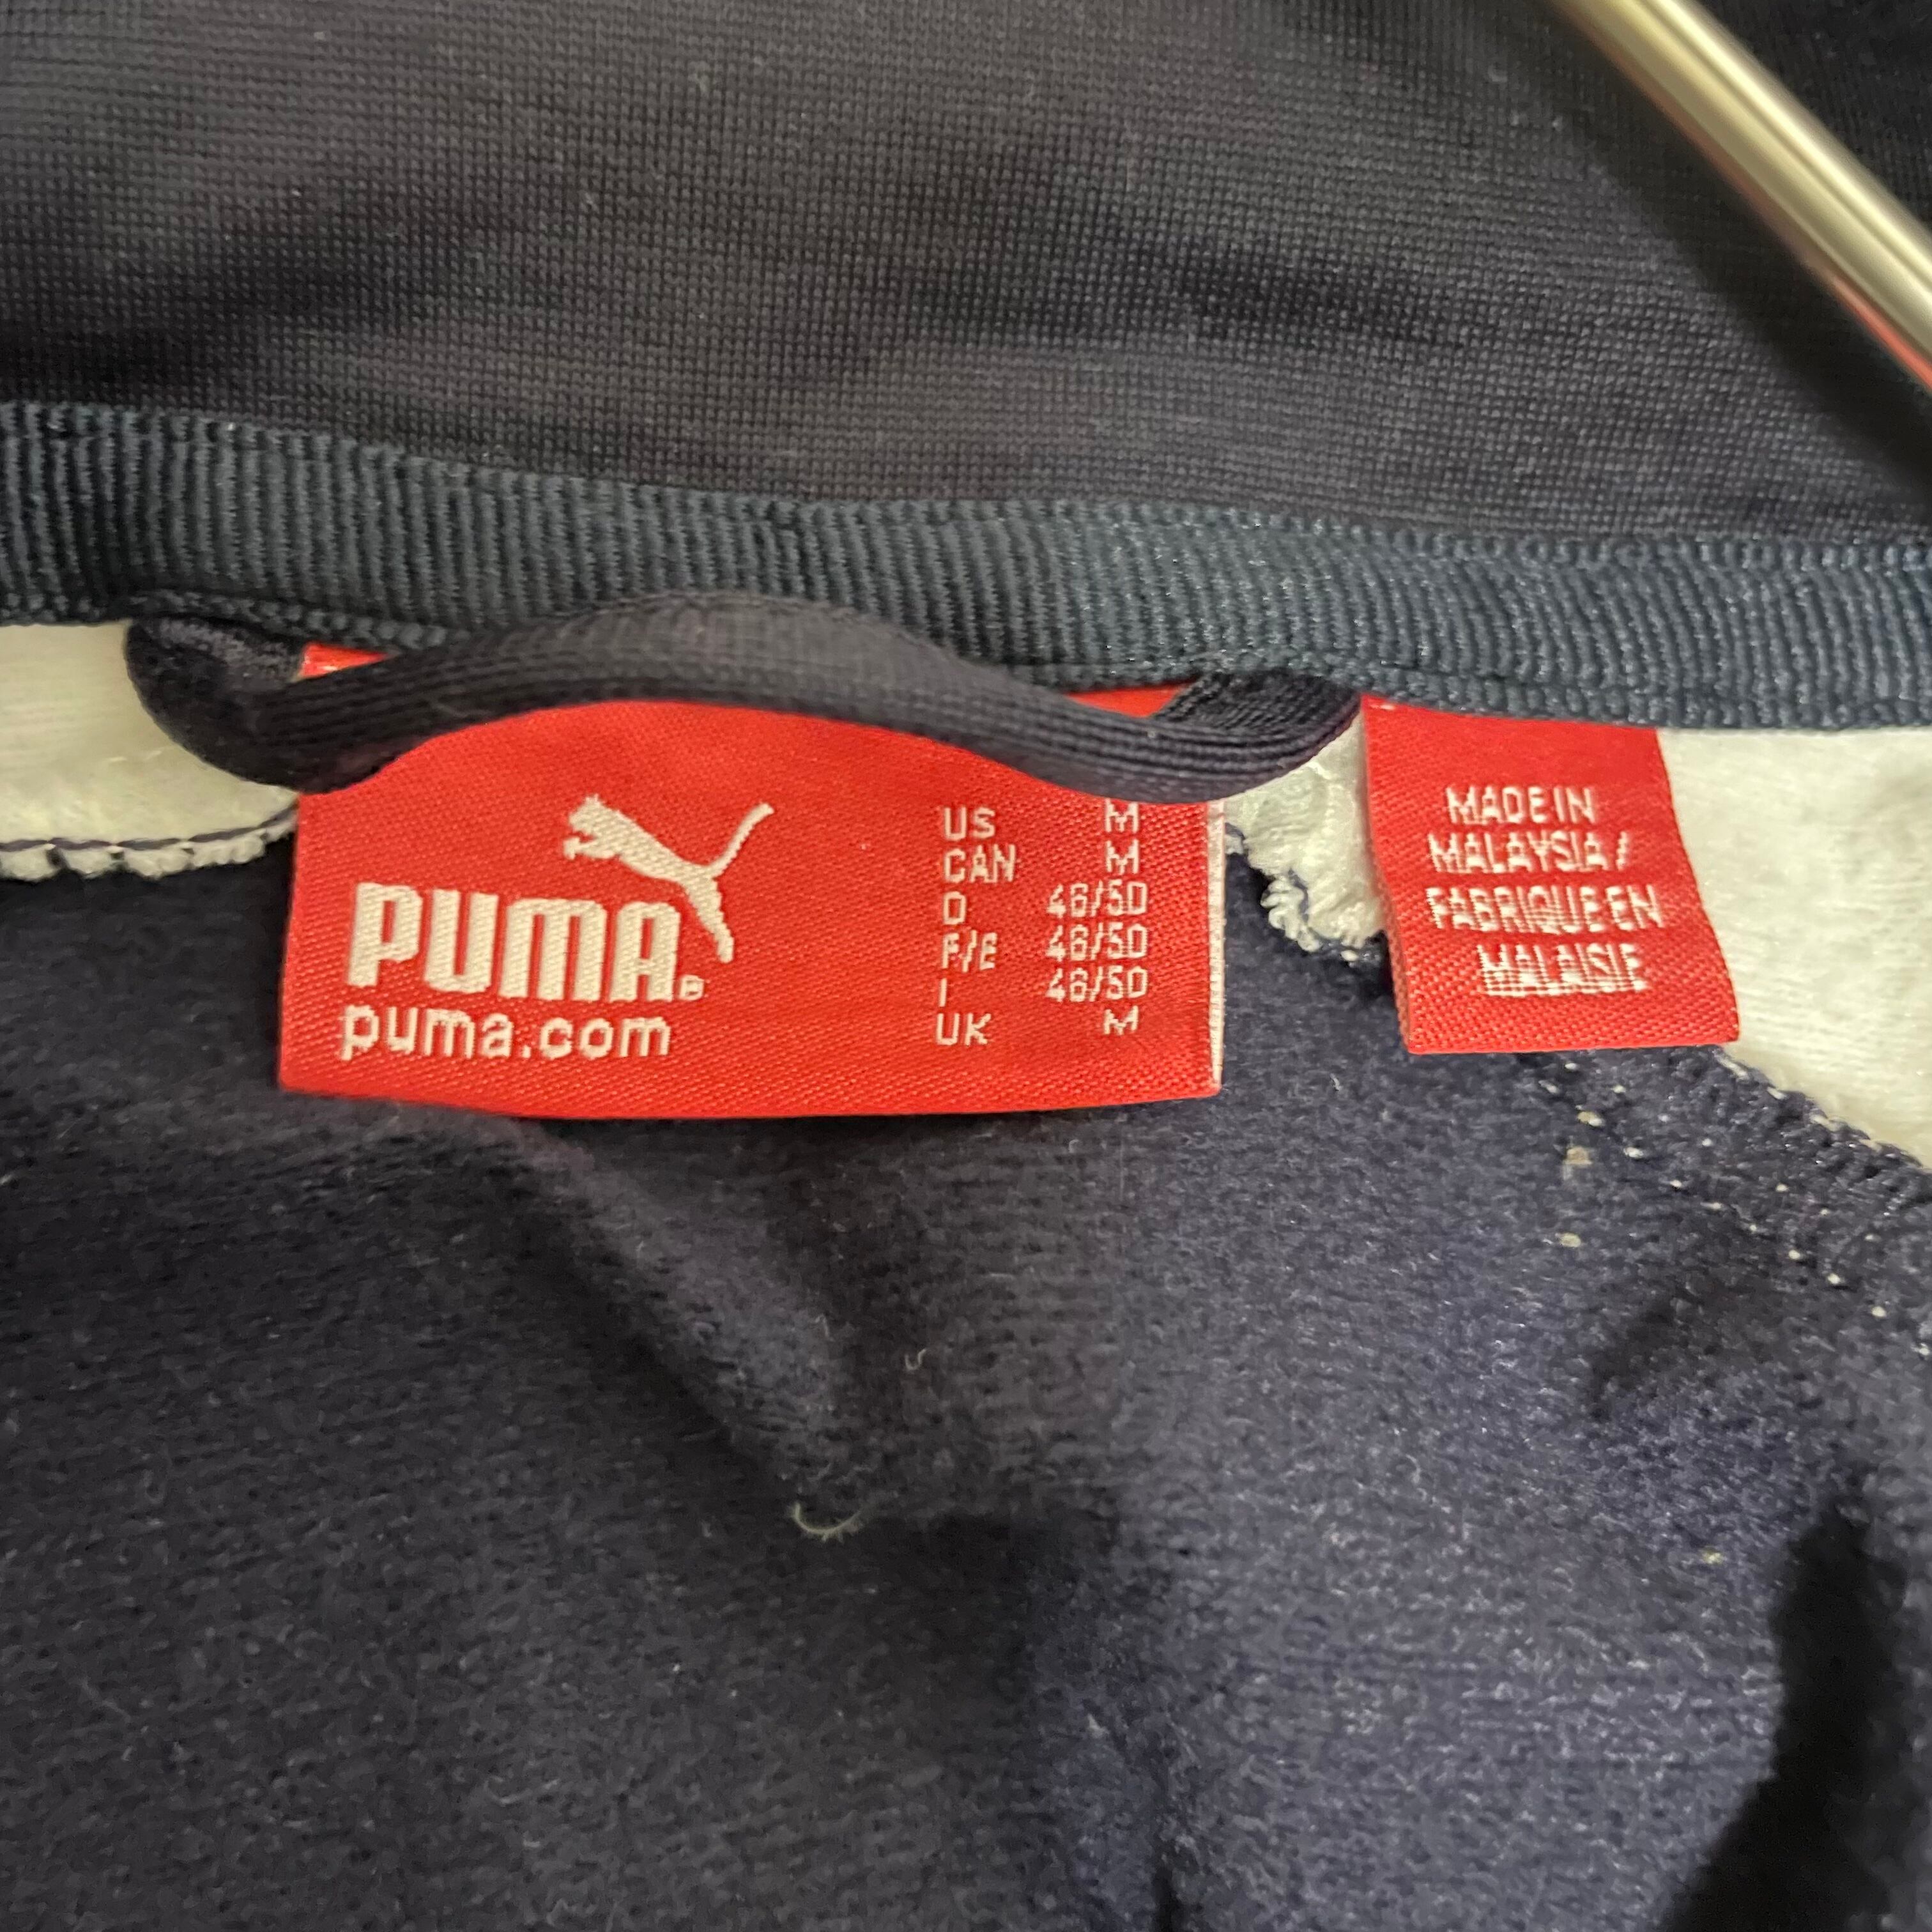 PUMA®
puma.com
US M
CAN M
D 48/50
F/E 48/50
I 48/50
UK M
MADE IN
MALAYSIA /
FABRIQUE EN
MALAISIE